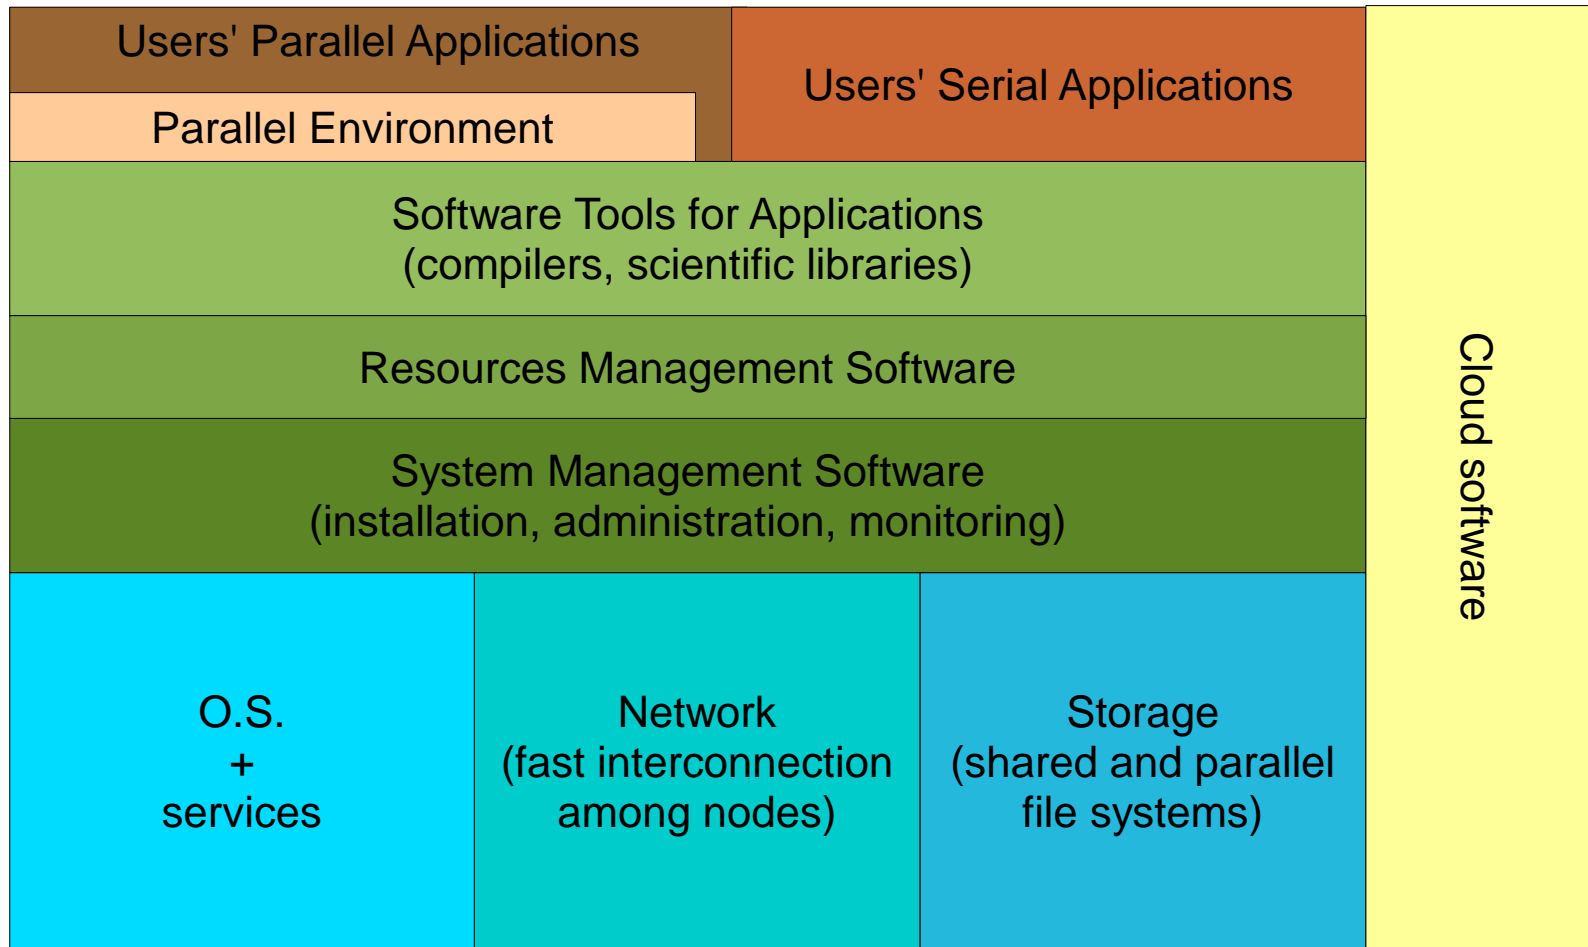 Users' Parallel Applications
Users' Serial Applications
Parallel Environment
Software Tools for Applications
(compilers, scientific libraries)
Resources Management Software
System Management Software
(installation, administration, monitoring)
O.S.
+
services
Network
(fast interconnection
among nodes)
Storage
(shared and parallel
file systems)
Cloud software